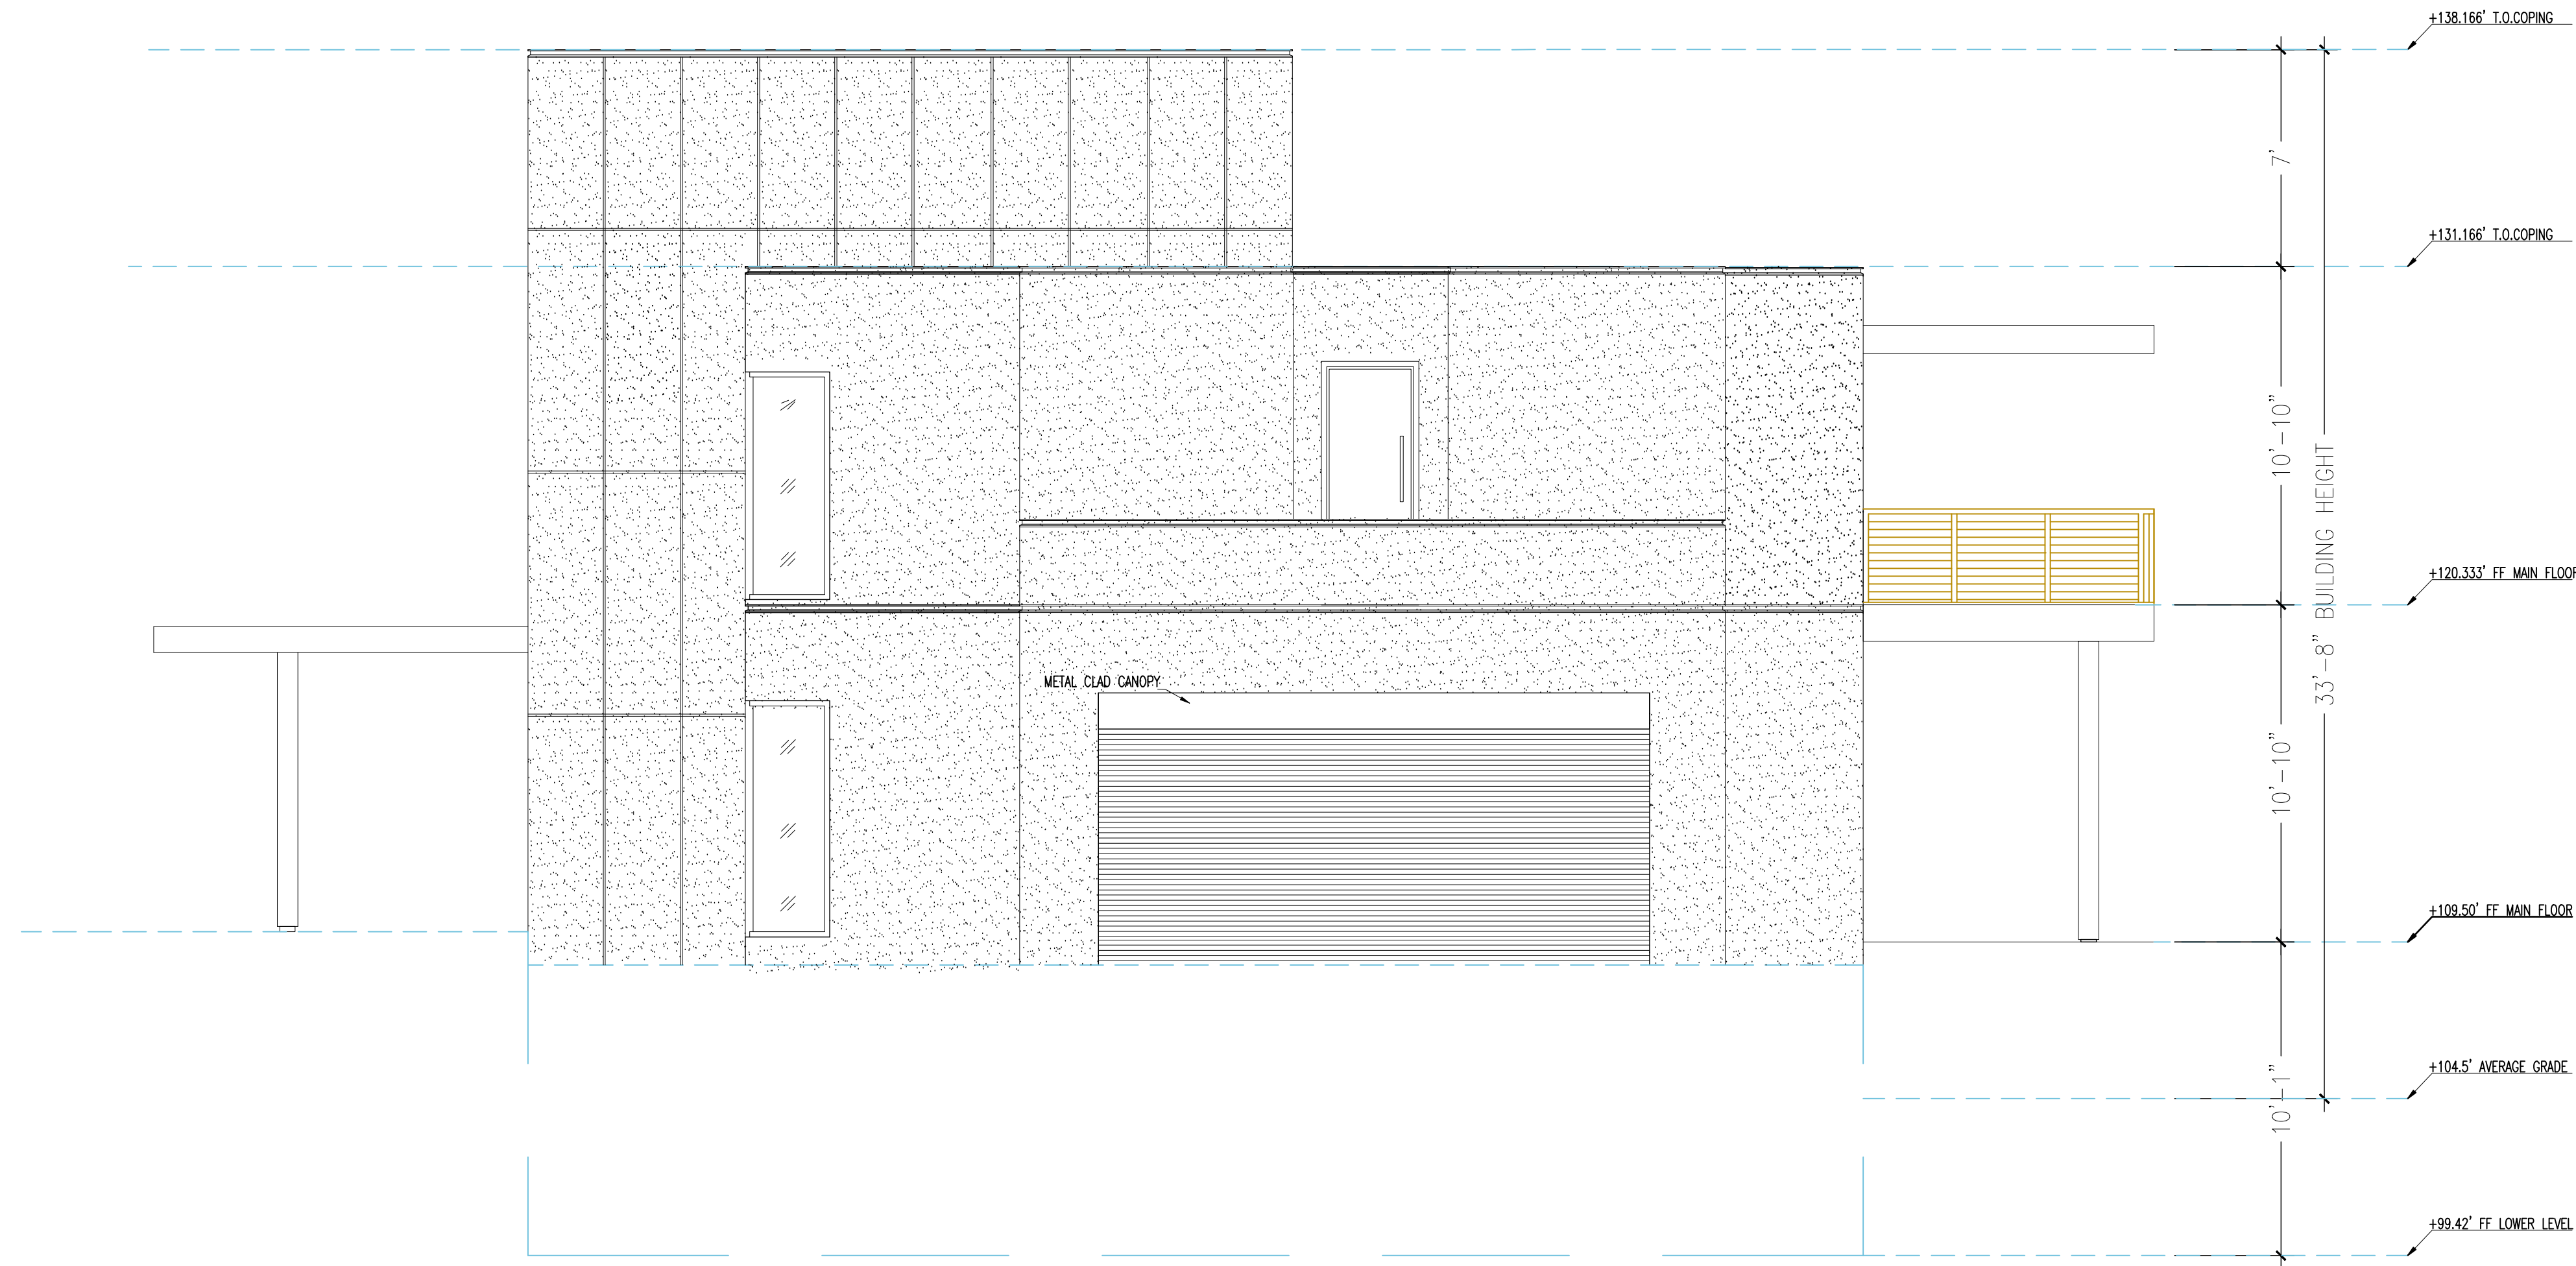 +138.166' T.O.COPING
7'
+131.166' T.O.COPING
10'-10"
33'-8" BUILDING HEIGHT
+120.333' FF MAIN FLOOR
METAL CLAD CANOPY
10'-10"
+109.50' FF MAIN FLOOR
+104.5' AVERAGE GRADE
10'-1"
+99.42' FF LOWER LEVEL